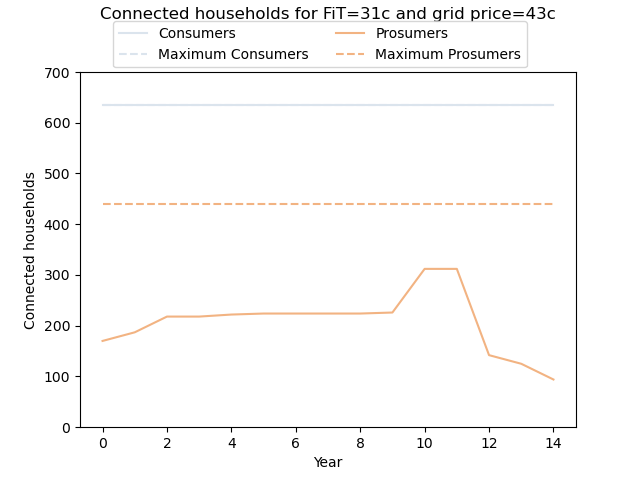 Connected households for FiT=31c and grid price=43c
Consumers
Maximum Consumers
Prosumers
Maximum Prosumers
700
600
500
400
300
200
100
0
Connected households
0 2 4 6 8 10 12 14
Year